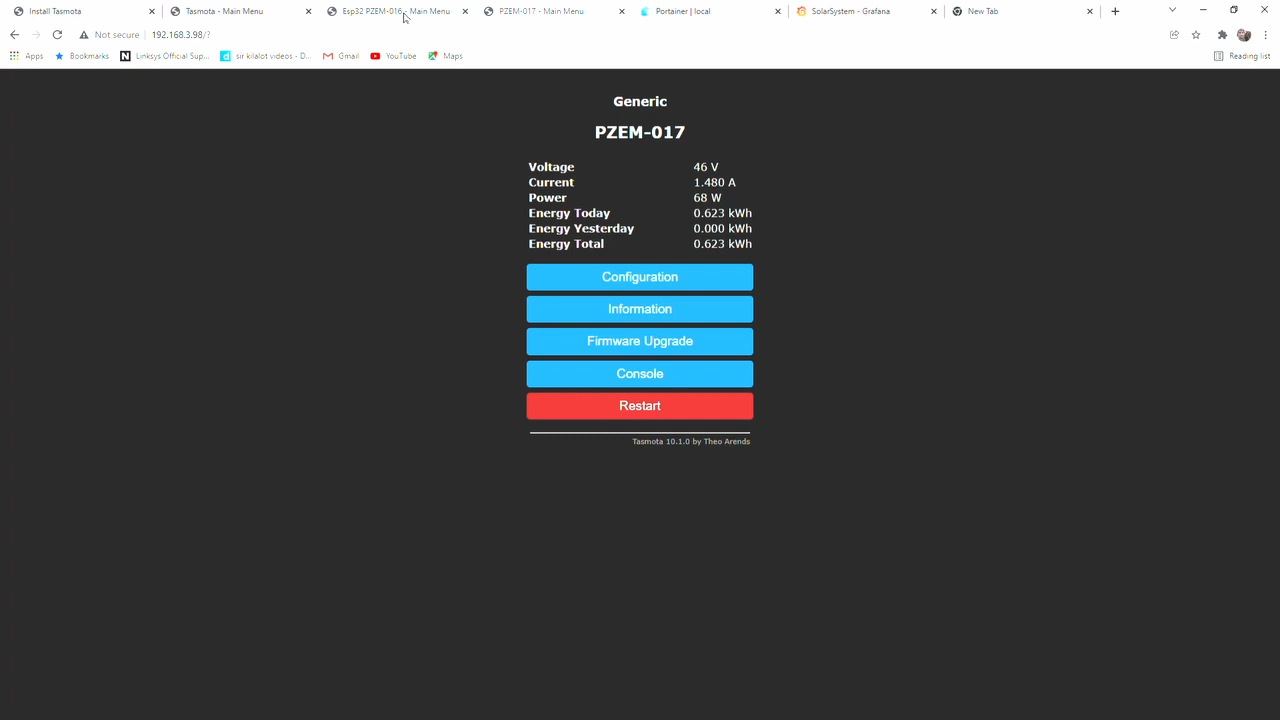 Install Tasmota
Tasmota - Main Menu
Esp32 PZEM-016 - Main Menu
PZEM-017 - Main Menu
Portainer | local
SolarSystem - Grafana
New Tab
Not secure
192.168.3.98/?
Apps
Bookmarks
Linksys Official Sup...
sir kilalot videos - D...
Gmail
YouTube
Maps
Reading list
Generic
PZEM-017
Voltage 46 V
Current 1.480 A
Power 68 W
Energy Today 0.623 kWh
Energy Yesterday 0.000 kWh
Energy Total 0.623 kWh
Configuration
Information
Firmware Upgrade
Console
Restart
Tasmota 10.1.0 by Theo Arends